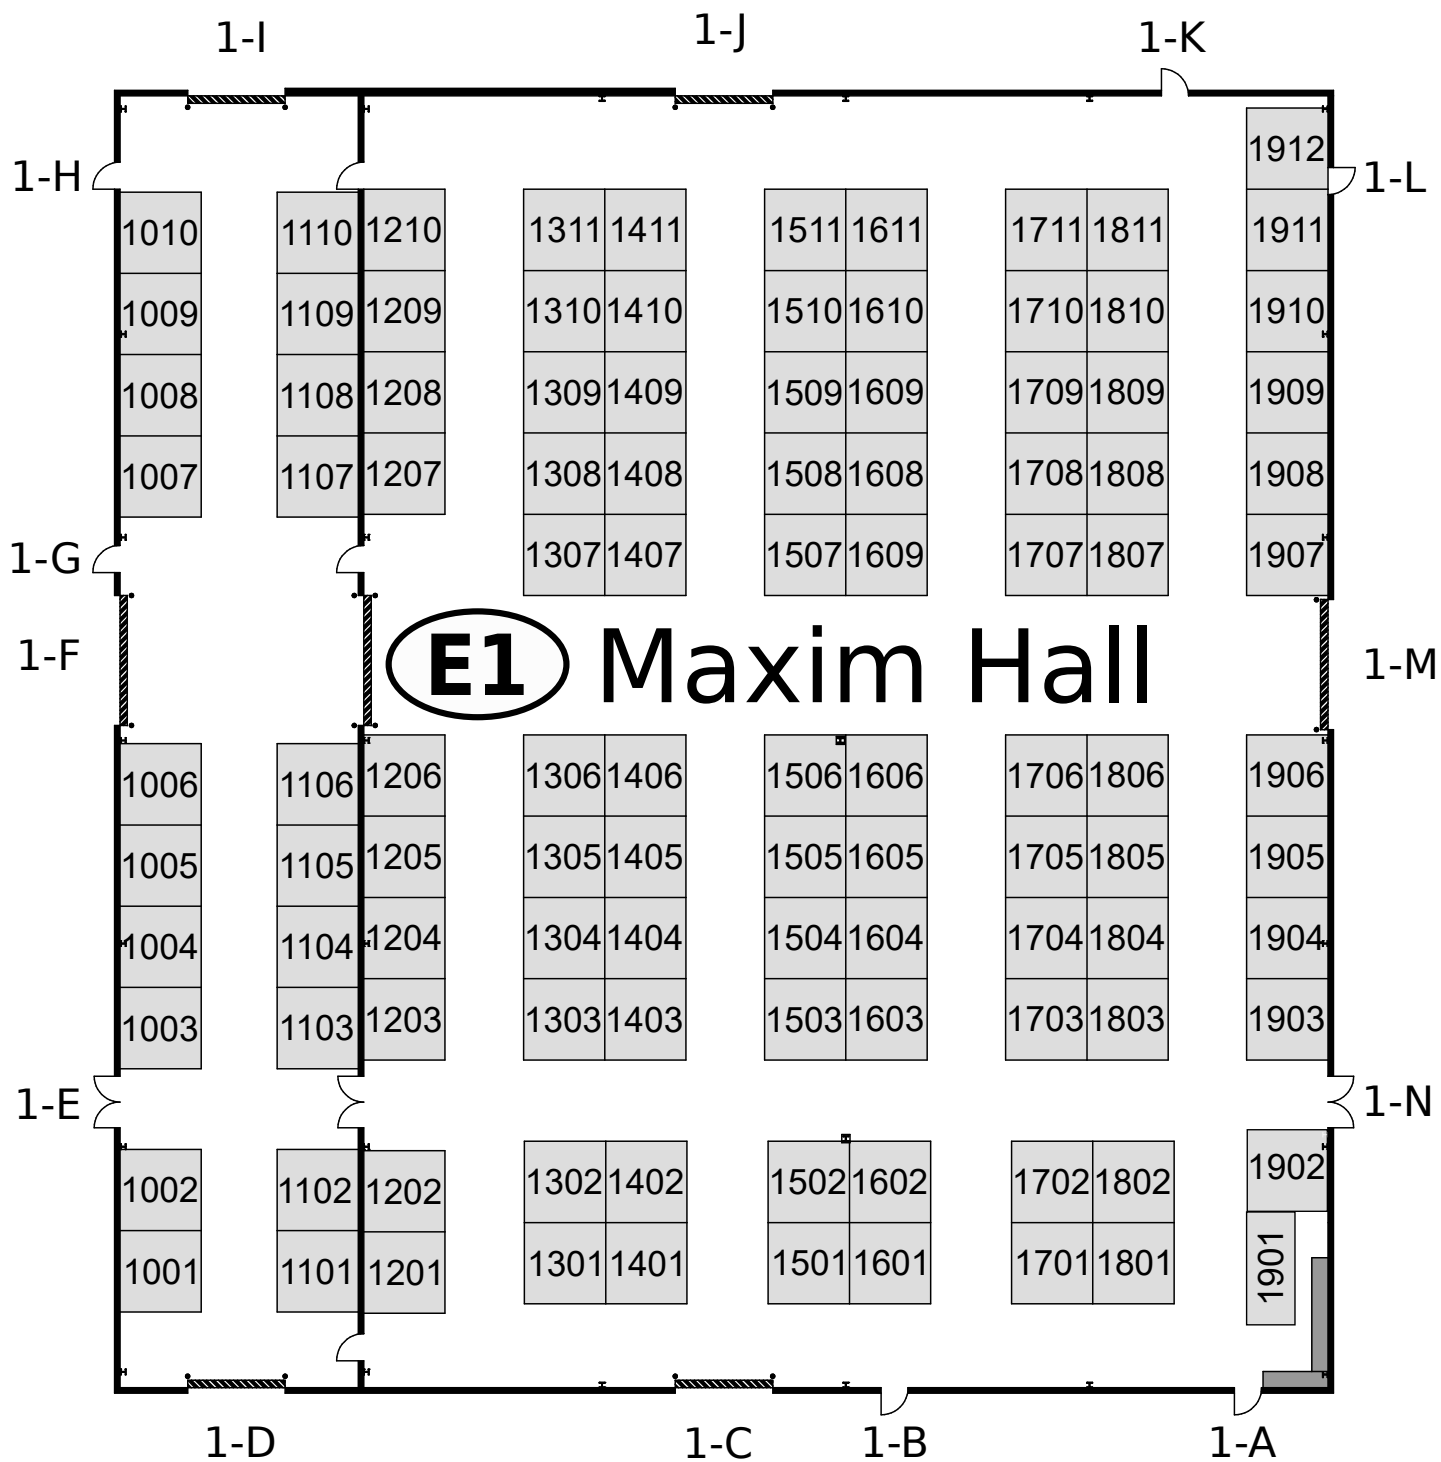 1-I 1-J 1-K
1912
1-H 1-L
1010 1110 1210 1311 1411 1511 1611 1711 1811 1911
1009 1109 1209 1310 1410 1510 1610 1710 1810 1910
1008 1108 1208 1309 1409 1509 1609 1709 1809 1909
1007 1107 1207 1308 1408 1508 1608 1708 1808 1908
1-G 1307 1407 1507 1609 1707 1807 1907
1-F E1 Maxim Hall 1-M
1006 1106 1206 1306 1406 1506 1606 1706 1806 1906
1005 1105 1205 1305 1405 1505 1605 1705 1805 1905
1004 1104 1204 1304 1404 1504 1604 1704 1804 1904
1003 1103 1203 1303 1403 1503 1603 1703 1803 1903
1-E 1-N
1002 1102 1202 1302 1402 1502 1602 1702 1802 1902
1001 1101 1201 1301 1401 1501 1601 1701 1801 1901
1-D 1-C 1-B 1-A